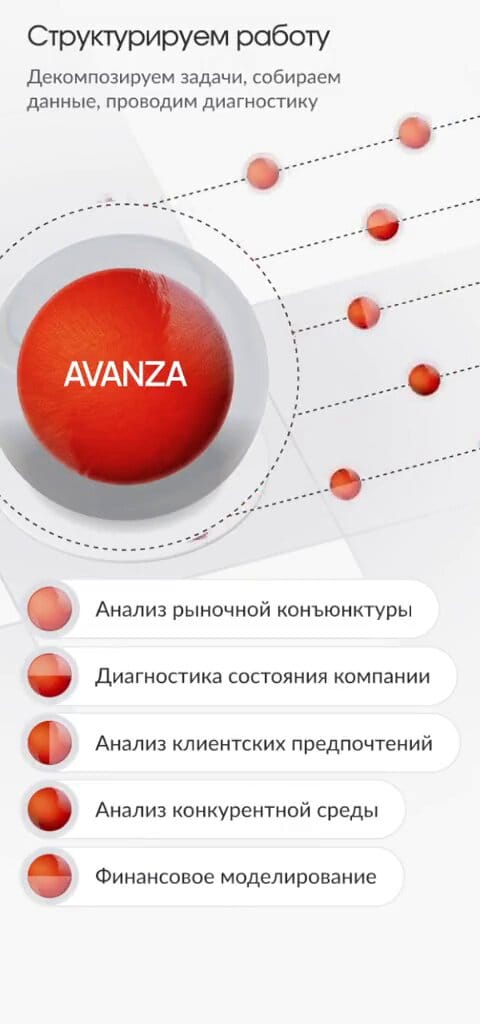 Структурируем работу
Декомпозируем задачи, собираем
данные, проводим диагностику
AVANZA
Анализ рыночной конъюнктуры
Диагностика состояния компании
Анализ клиентских предпочтений
Анализ конкурентной среды
Финансовое моделирование